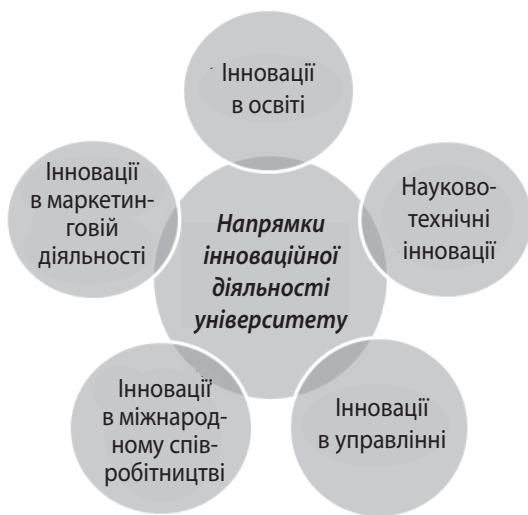 Інновації
в освіті
Науково-
технічні
інновації
Інновації
в управлінні
Інновації
в міжнарод-
ному спів-
робітництві
Інновації
в маркетин-
говій
діяльності
Напрямки
інноваційної
діяльності
університету